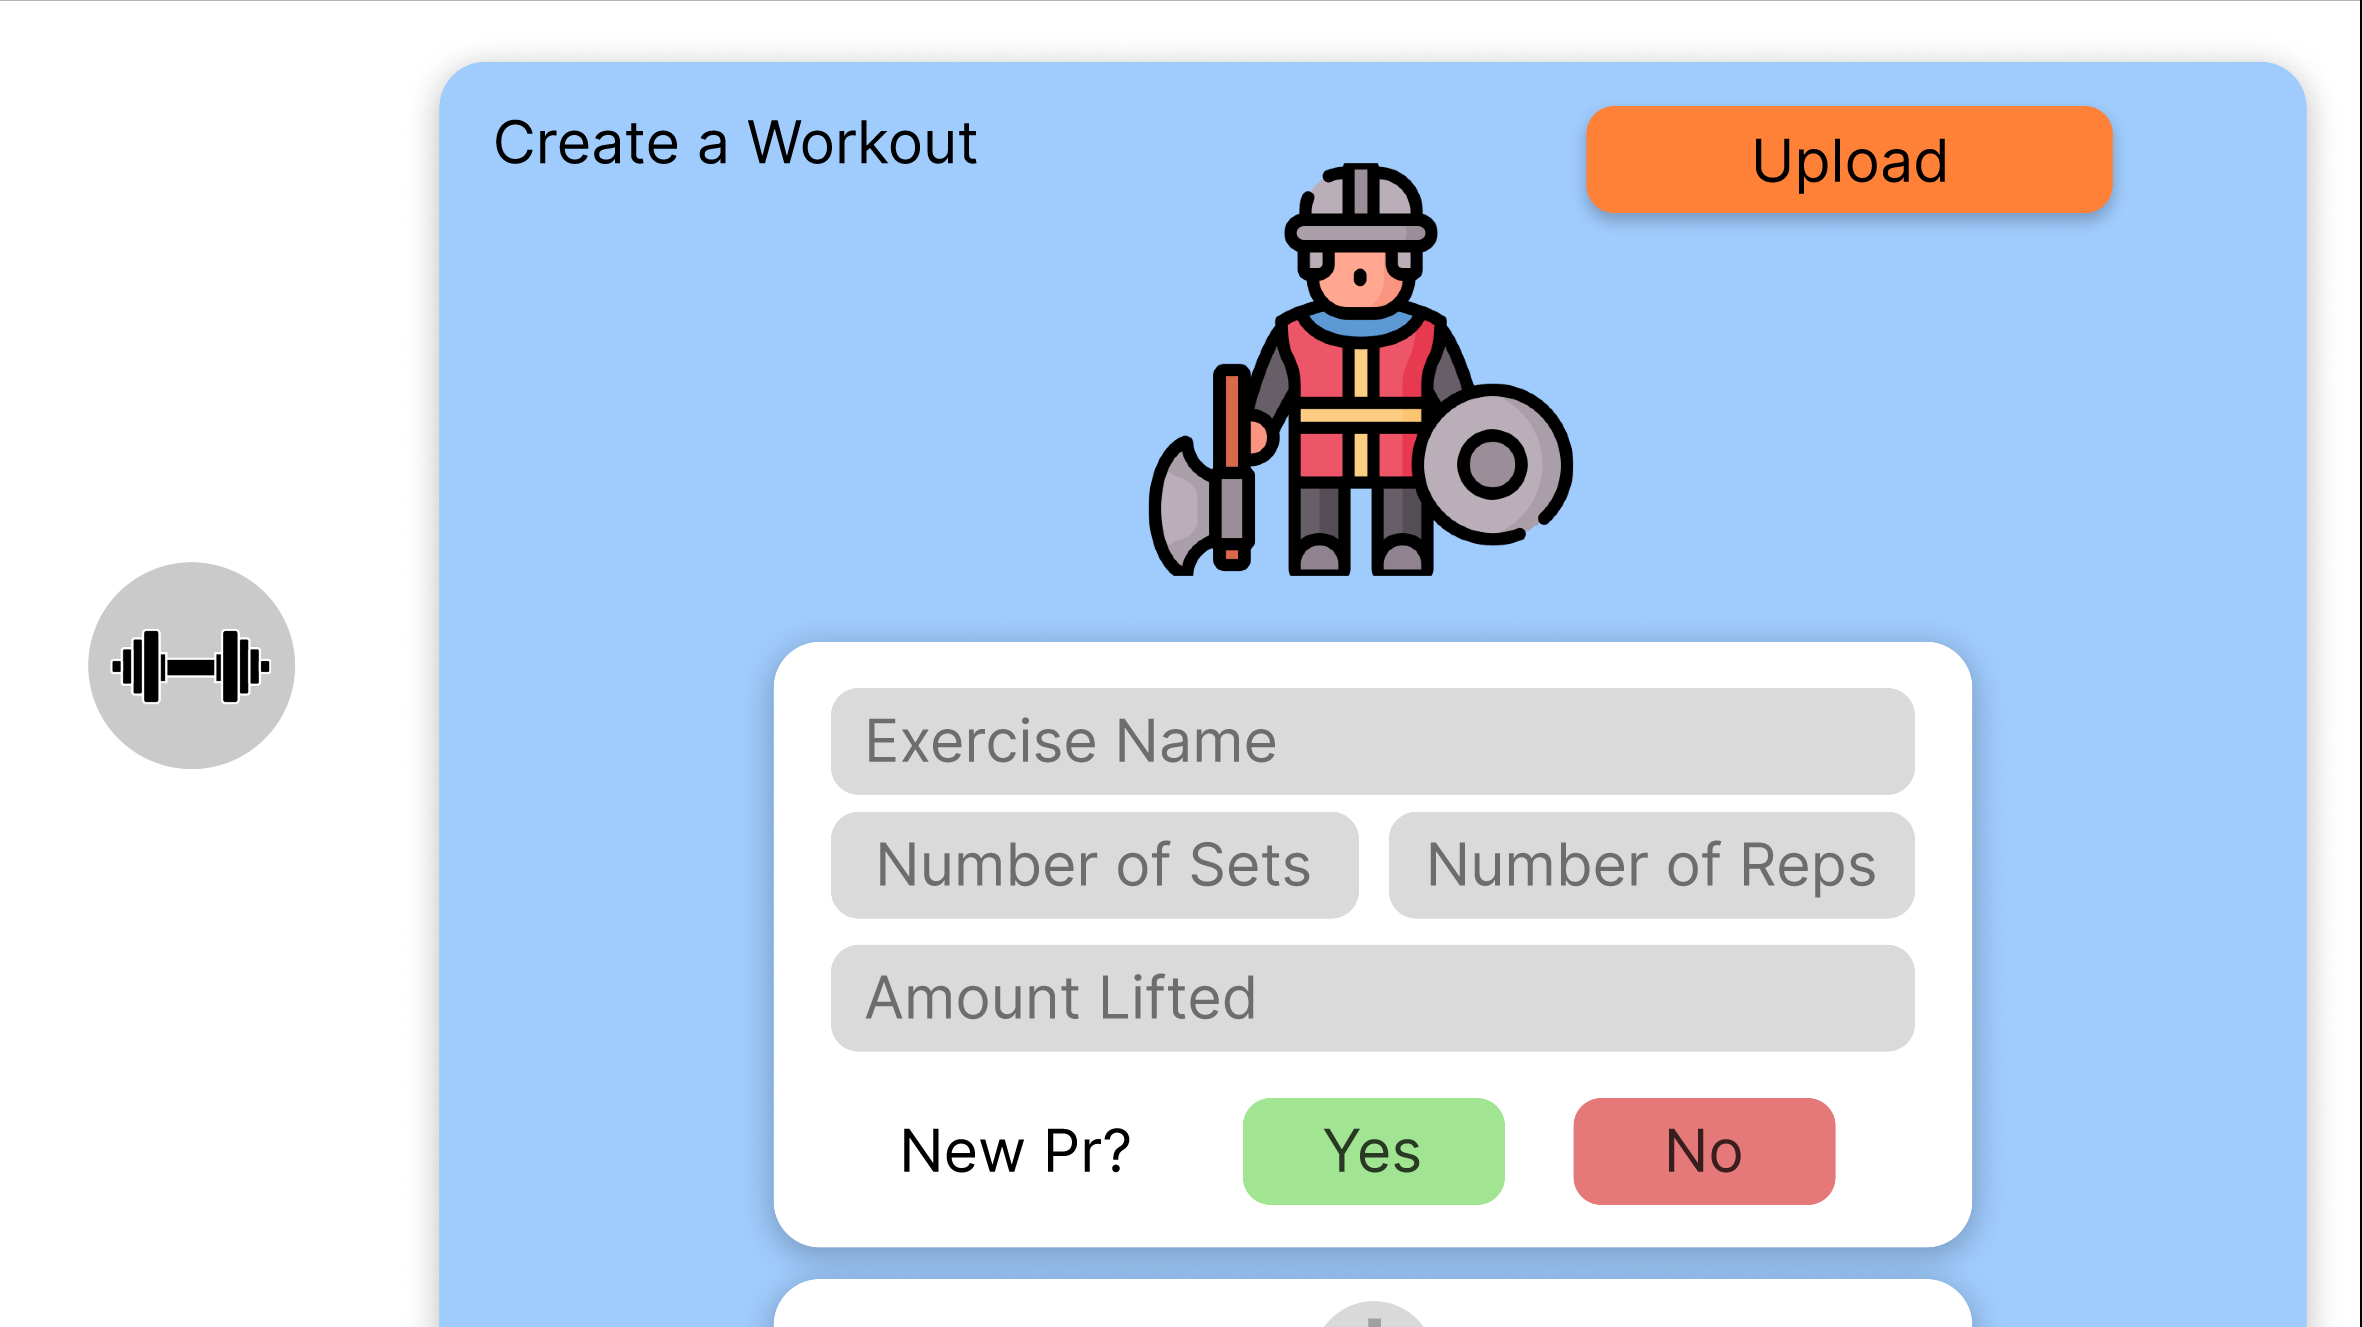 Create a Workout
Upload
Exercise Name
Number of Sets
Number of Reps
Amount Lifted
New Pr?
Yes
No